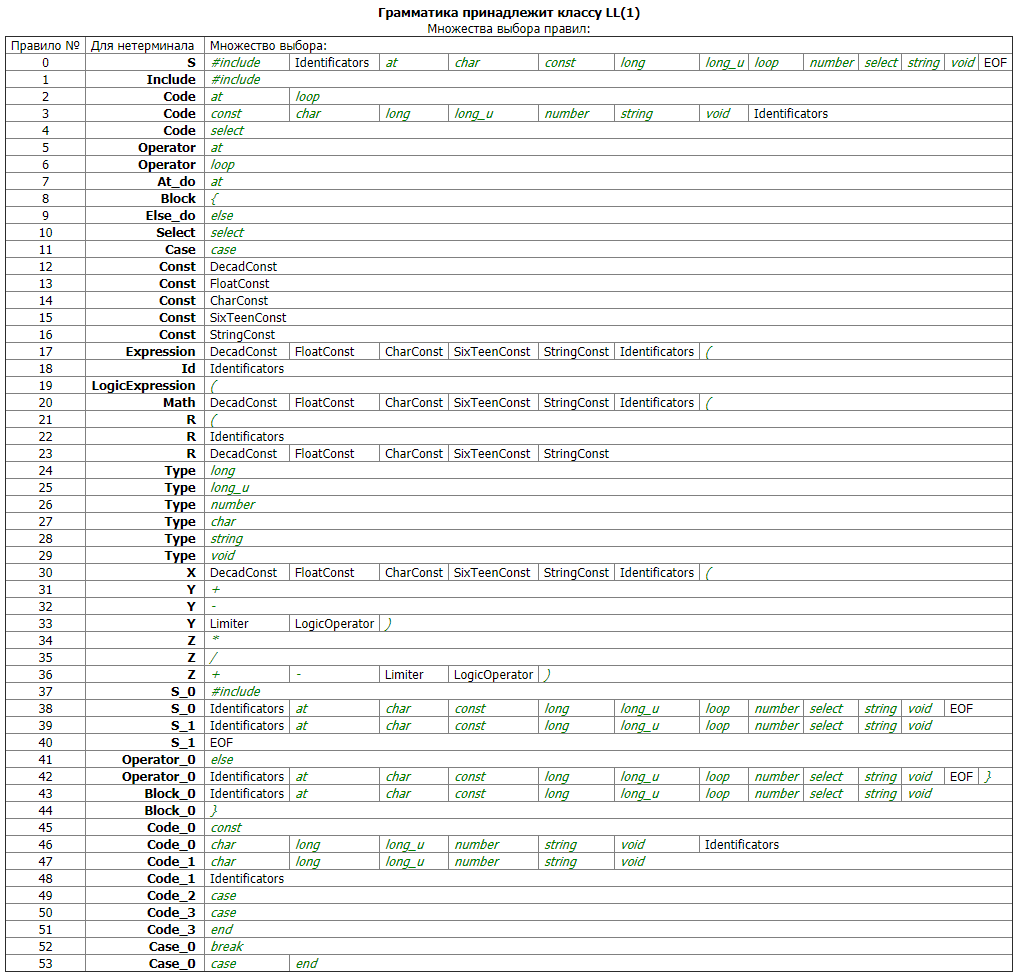 Грамматика принадлежит классу LL(1)
Множества выбора правил:
Правило № Для нетерминала Множество выбора:
0 S #include Identificators at char const long long_u loop number select string void EOF
1 Include #include
2 Code at loop
3 Code const char long long_u number string void Identificators
4 Code select
5 Operator at
6 Operator loop
7 At_do at
8 Block {
9 Else_do else
10 Select select
11 Case case
12 Const DecadConst
13 Const FloatConst
14 Const CharConst
15 Const SixTeenConst
16 Const StringConst
17 Expression DecadConst FloatConst CharConst SixTeenConst StringConst Identificators (
18 Id Identificators
19 LogicExpression (
20 Math DecadConst FloatConst CharConst SixTeenConst StringConst Identificators (
21 R (
22 R Identificators
23 R DecadConst FloatConst CharConst SixTeenConst StringConst
24 Type long
25 Type long_u
26 Type number
27 Type char
28 Type string
29 Type void
30 X DecadConst FloatConst CharConst SixTeenConst StringConst Identificators (
31 Y +
32 Y -
33 Y Limiter LogicOperator )
34 Z *
35 Z /
36 Z + - Limiter LogicOperator )
37 S_0 #include
38 S_0 Identificators at char const long long_u loop number select string void EOF
39 S_1 Identificators at char const long long_u loop number select string void
40 S_1 EOF
41 Operator_0 else
42 Operator_0 Identificators at char const long long_u loop number select string void EOF }
43 Block_0 Identificators at char const long long_u loop number select string void
44 Block_0 }
45 Code_0 const
46 Code_0 char long long_u number string void Identificators
47 Code_1 char long long_u number string void
48 Code_1 Identificators
49 Code_2 case
50 Code_3 case
51 Code_3 end
52 Case_0 break
53 Case_0 case end